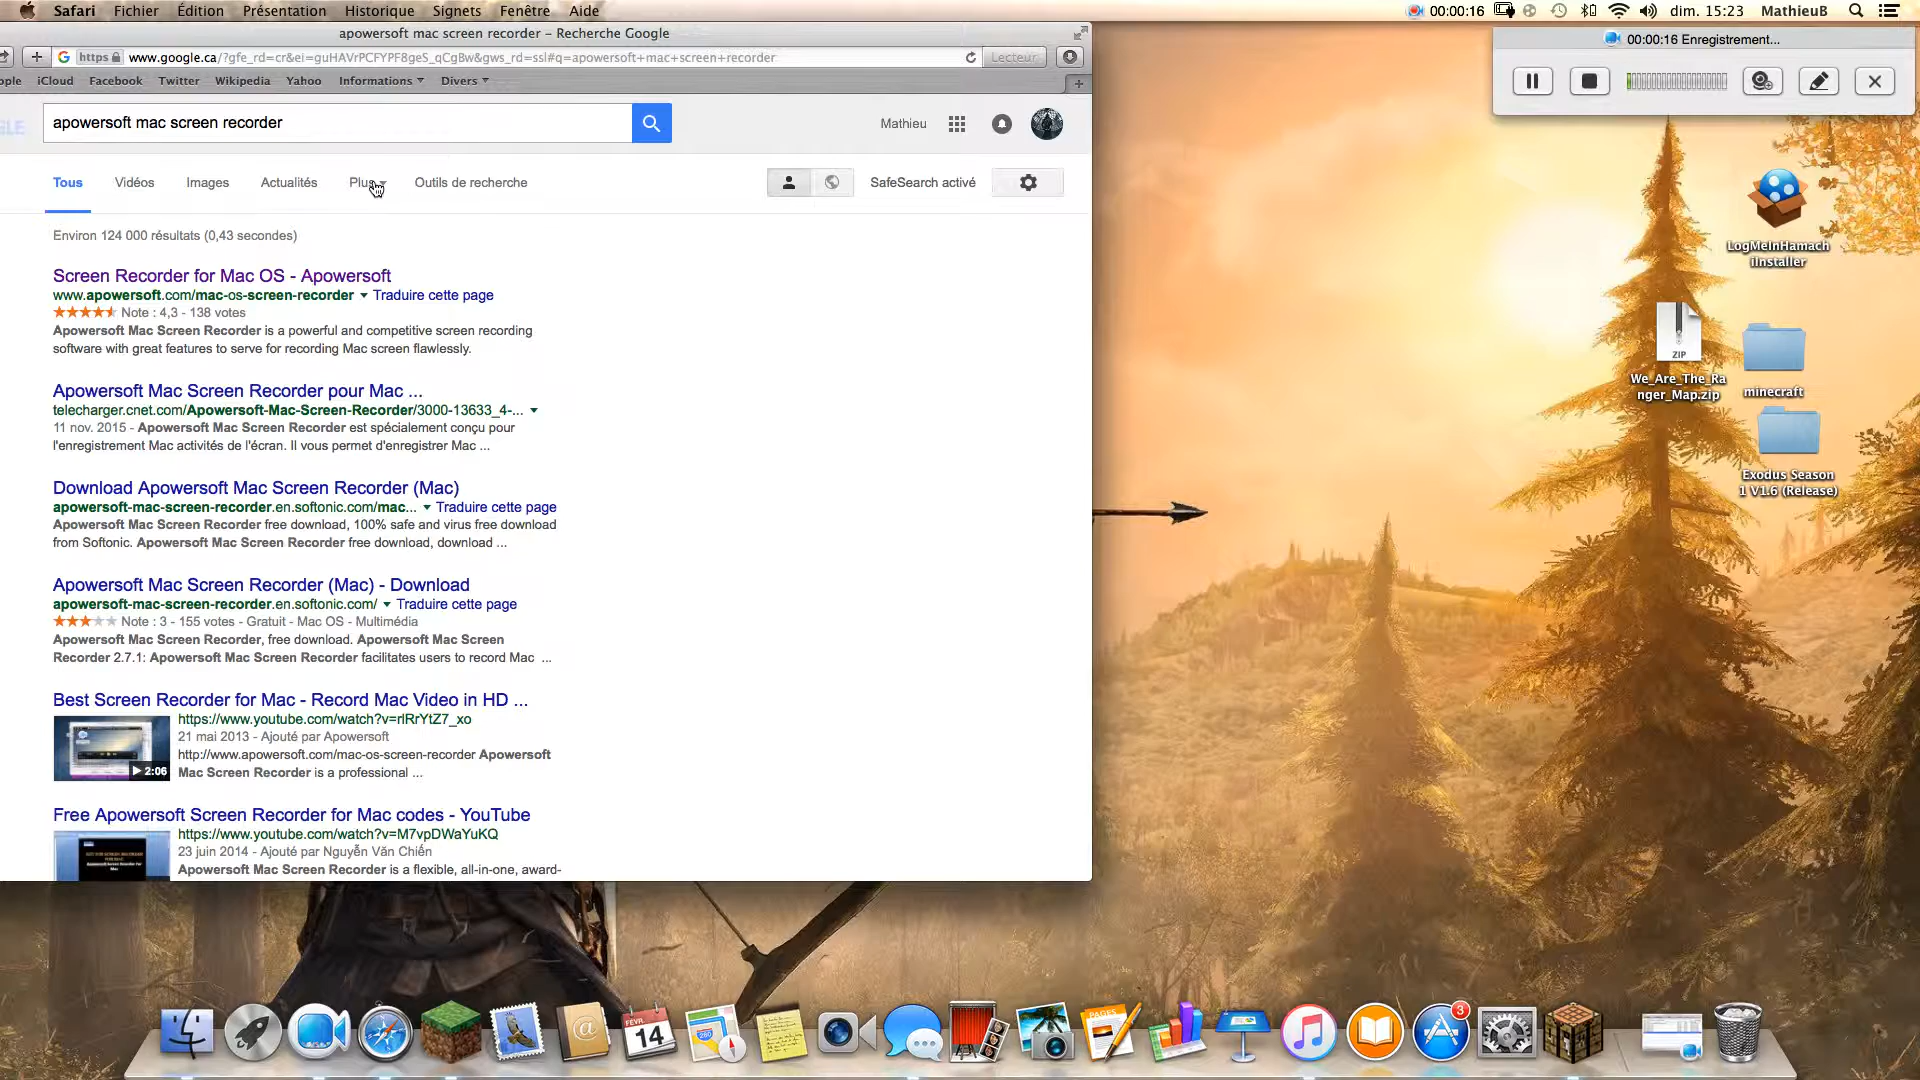 Safari Fichier Édition Présentation Historique Signets Fenêtre Aide
00:00:16 dim. 15:23 MathieuB
apowersoft mac screen recorder – Recherche Google
https www.google.ca/?gfe_rd=cr&ei=guHAVrPCFYPF8geS_qCgBw&gws_rd=ssl#q=apowersoft+mac+screen+recorder Lecteur
iCloud Facebook Twitter Wikipedia Yahoo Informations Divers
00:00:16 Enregistrement...
apowersoft mac screen recorder
Mathieu
Tous Vidéos Images Actualités Plus Outils de recherche SafeSearch activé
Environ 124 000 résultats (0,43 secondes)
Screen Recorder for Mac OS - Apowersoft
www.apowersoft.com/mac-os-screen-recorder Traduire cette page
Note : 4,3 - 138 votes
Apowersoft Mac Screen Recorder is a powerful and competitive screen recording
software with great features to serve for recording Mac screen flawlessly.
Apowersoft Mac Screen Recorder pour Mac ...
telecharger.cnet.com/Apowersoft-Mac-Screen-Recorder/3000-13633_4-...
11 nov. 2015 - Apowersoft Mac Screen Recorder est spécialement conçu pour
l'enregistrement Mac activités de l'écran. Il vous permet d'enregistrer Mac ...
Download Apowersoft Mac Screen Recorder (Mac)
apowersoft-mac-screen-recorder.en.softonic.com/mac... Traduire cette page
Apowersoft Mac Screen Recorder free download, 100% safe and virus free download
from Softonic. Apowersoft Mac Screen Recorder free download, download ...
Apowersoft Mac Screen Recorder (Mac) - Download
apowersoft-mac-screen-recorder.en.softonic.com/ Traduire cette page
Note : 3 - 155 votes - Gratuit - Mac OS - Multimédia
Apowersoft Mac Screen Recorder, free download. Apowersoft Mac Screen
Recorder 2.7.1: Apowersoft Mac Screen Recorder facilitates users to record Mac ...
Best Screen Recorder for Mac - Record Mac Video in HD ...
https://www.youtube.com/watch?v=rlRrYtZ7_xo
21 mai 2013 - Ajouté par Apowersoft
http://www.apowersoft.com/mac-os-screen-recorder Apowersoft
Mac Screen Recorder is a professional ...
2:06
Free Apowersoft Screen Recorder for Mac codes - YouTube
https://www.youtube.com/watch?v=M7vpDWaYuKQ
23 juin 2014 - Ajouté par Nguyễn Văn Chiến
Apowersoft Mac Screen Recorder is a flexible, all-in-one, award-
LogMeInHamach
iInstaller
ZIP
We_Are_The_Ra
nger_Map.zip
minecraft
Exodus Season
1 V1.6 (Release)
FÉVR.
14
PAGES
3